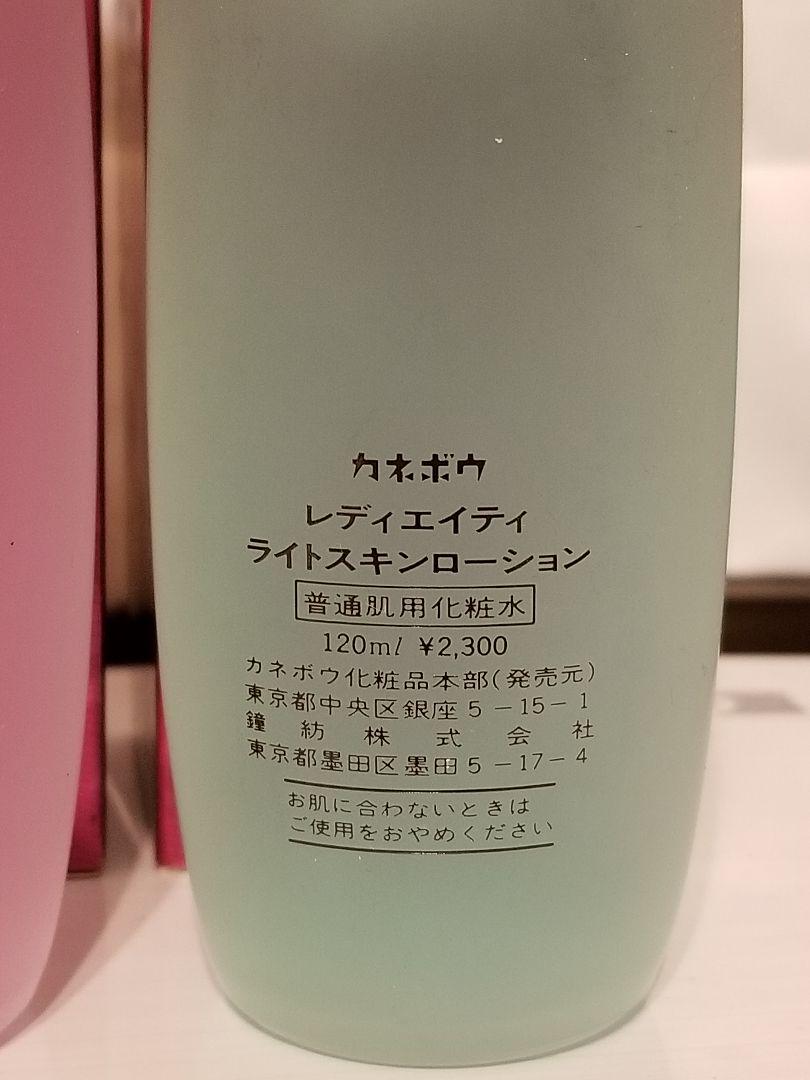 カネボウ
レディエイティ
ライトスキンローション
普通肌用化粧水
120ml ¥2,300
カネボウ化粧品本部(発売元)
東京都中央区銀座5-15-1
鐘紡株式会社
東京都墨田区墨田5-17-4
お肌に合わないときは
ご使用をおやめください